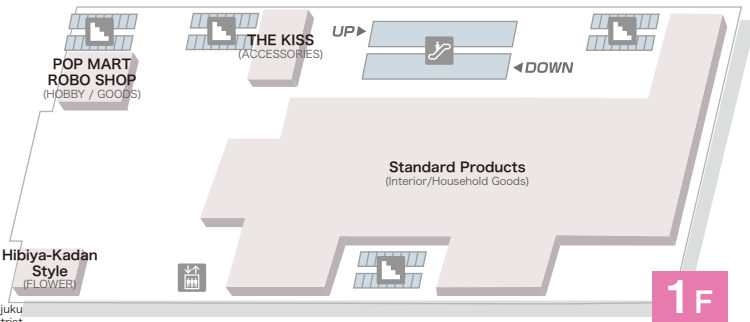 THE KISS
(ACCESSORIES)
UP
DOWN
POP MART
ROBO SHOP
(HOBBY / GOODS)
Standard Products
(Interior/Household Goods)
Hibiya-Kadan
Style
(FLOWER)
juku
1F